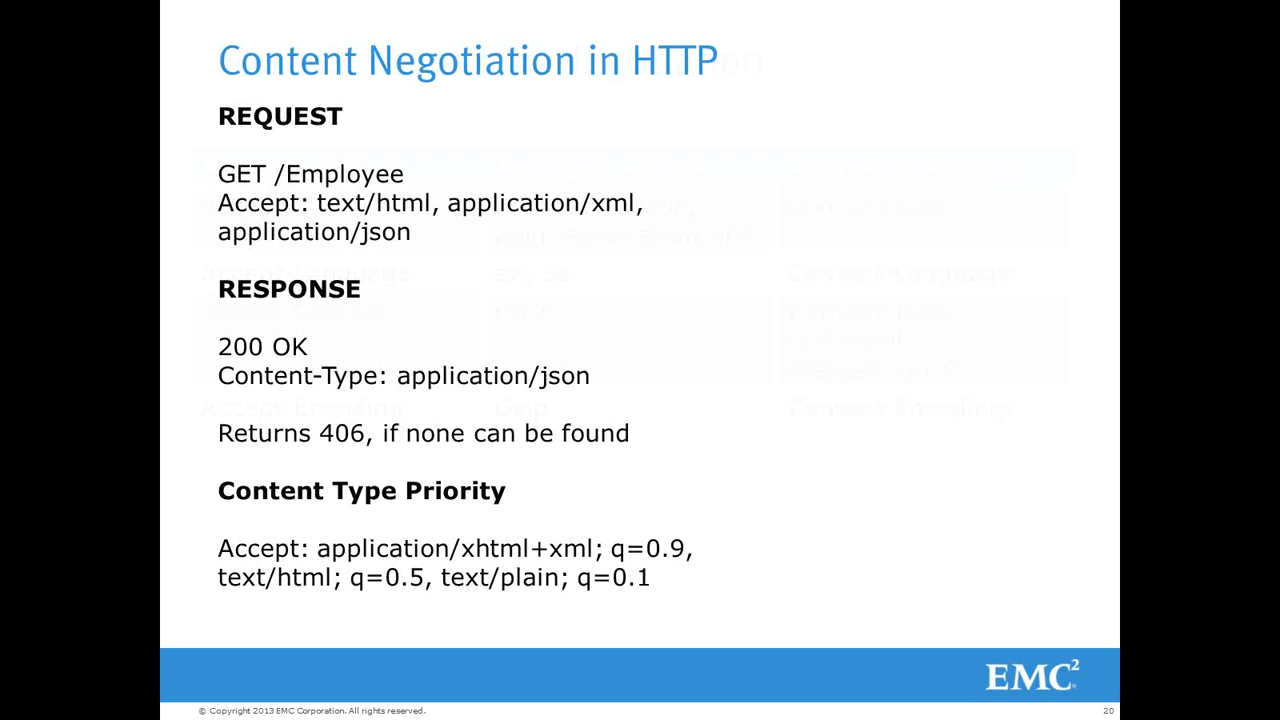 Content Negotiation in HTTP
REQUEST
GET /Employee
Accept: text/html, application/xml,
application/json
RESPONSE
200 OK
Content-Type: application/json
Returns 406, if none can be found
Content Type Priority
Accept: application/xhtml+xml; q=0.9,
text/html; q=0.5, text/plain; q=0.1
EMC²
© Copyright 2013 EMC Corporation. All rights reserved.
20